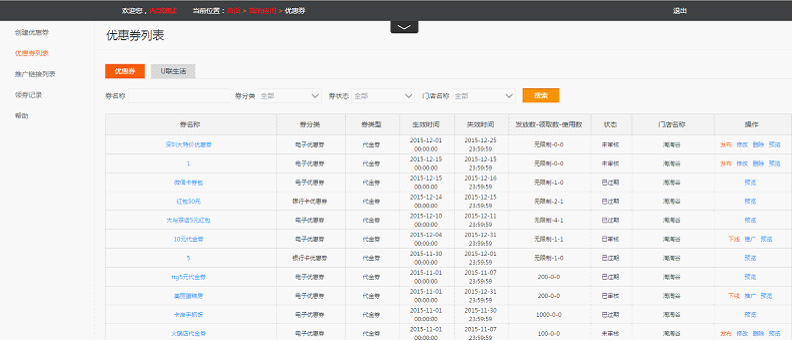 欢迎您, 当前位置: > > 优惠券 退出
创建优惠券
优惠券列表
推广链接列表
领券记录
帮助
优惠券列表
优惠券 U联生活
券名称 券分类 全部 券状态 全部 门店名称 全部 搜索
券名称 券分类 券类型 生效时间 失效时间 发放数-领取数-使用数 状态 门店名称 操作
深圳大特价优惠券 电子优惠券 代金券 2015-12-01 00:00:00 2015-12-25 23:59:59 无限制-0-0 未审核 淘淘谷 发布 修改 删除 预览
1 电子优惠券 代金券 2015-12-15 00:00:00 2015-12-15 23:59:59 无限制-0-0 未审核 淘淘谷 发布 修改 删除 预览
微信卡券包 电子优惠券 代金券 2015-12-15 00:00:00 2015-12-16 23:59:59 无限制-1-0 已过期 淘淘谷 预览
红包50元 银行卡优惠券 代金券 2015-12-14 00:00:00 2015-12-15 23:59:59 无限制-2-1 已过期 淘淘谷 预览
5元红包 电子优惠券 代金券 2015-12-10 00:00:00 2015-12-11 23:59:59 无限制-4-1 已过期 淘淘谷 预览
10元代金券 电子优惠券 代金券 2015-12-04 00:00:00 2015-12-31 23:59:59 无限制-1-1 已审核 淘淘谷 下线 推广 预览
5 银行卡优惠券 代金券 2015-11-30 00:00:00 2015-12-01 23:59:59 无限制-1-0 已过期 淘淘谷 预览
ttg5元代金券 电子优惠券 代金券 2015-11-01 00:00:00 2015-11-07 23:59:59 200-0-0 已过期 淘淘谷 预览
电子优惠券 代金券 2015-11-01 00:00:00 2015-12-31 23:59:59 200-0-0 已审核 淘淘谷 下线 推广 预览
电子优惠券 代金券 2015-11-01 00:00:00 2015-11-30 23:59:59 1000-0-0 已过期 淘淘谷 预览
火锅店代金券 电子优惠券 代金券 2015-11-01 00:00:00 2015-11-07 23:59:59 100-0-0 未审核 淘淘谷 发布 修改 删除 预览